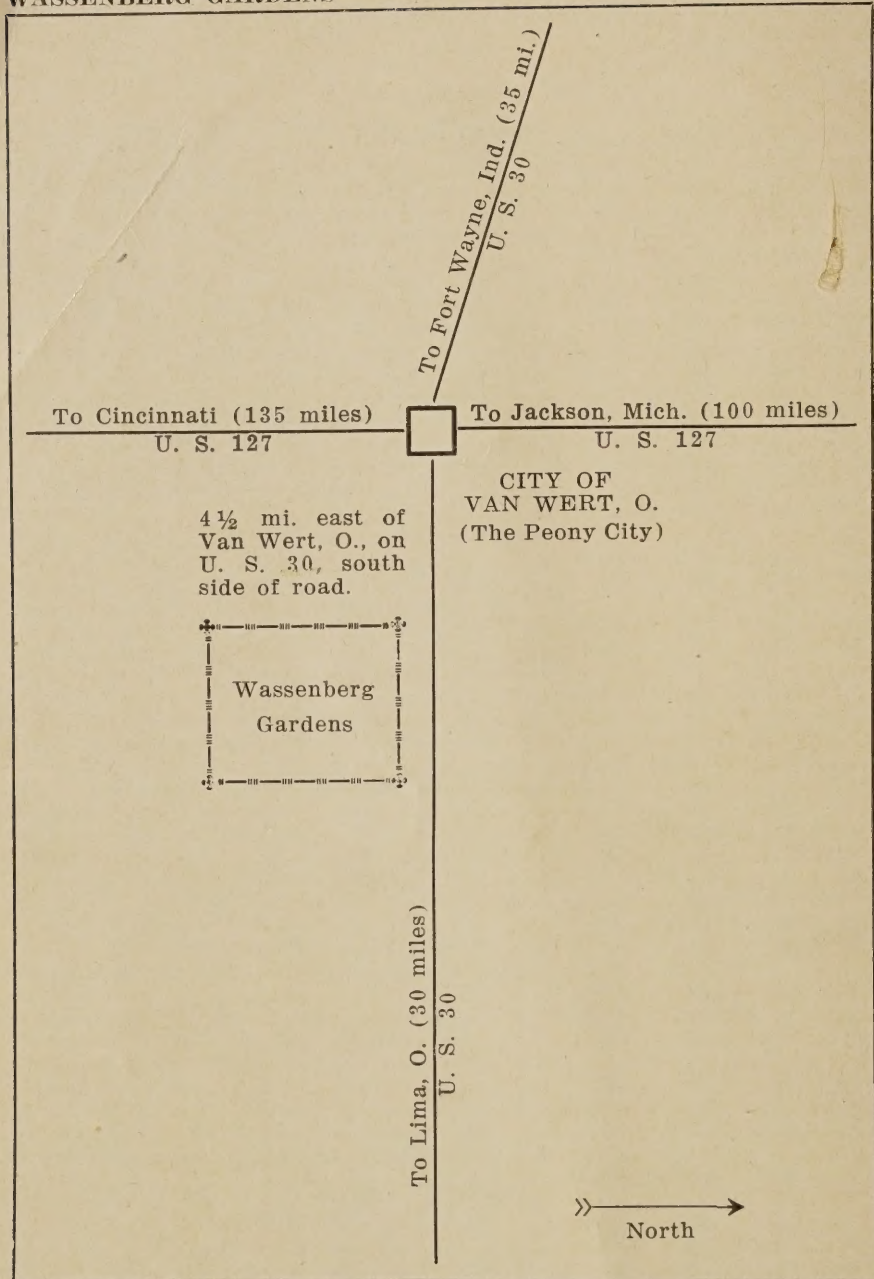 WASSENBERG GARDENS
To Fort Wayne, Ind. (35 mi.)
U. S. 30
To Cincinnati (135 miles)
U. S. 127
To Jackson, Mich. (100 miles)
U. S. 127
CITY OF
VAN WERT, O.
(The Peony City)
4½ mi. east of
Van Wert, O., on
U. S. 30, south
side of road.
Wassenberg
Gardens
To Lima, O. (30 miles)
U. S. 30
North